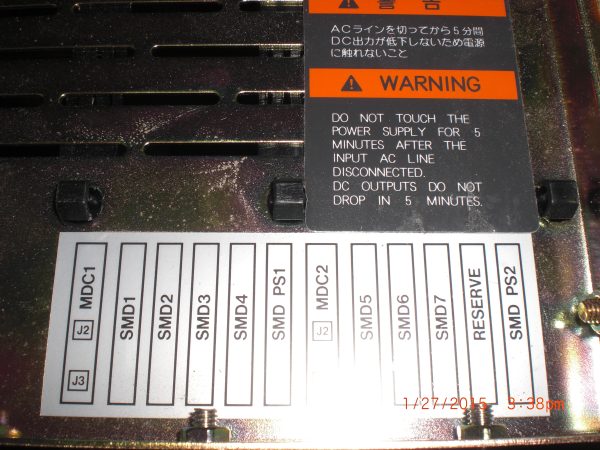 警告
ACラインを切ってから5分間
DC出力が低下しないため電源
に触れないこと
WARNING
DO NOT TOUCH THE
POWER SUPPLY FOR 5
MINUTES AFTER THE
INPUT AC LINE
DISCONNECTED.
DC OUTPUTS DO NOT
DROP IN 5 MINUTES.
J3 J2 MDC1
SMD1
SMD2
SMD3
SMD4
SMD PS1
J2 MDC2
SMD5
SMD6
SMD7
RESERVE
SMD PS2
1/27/2015 3:38pm